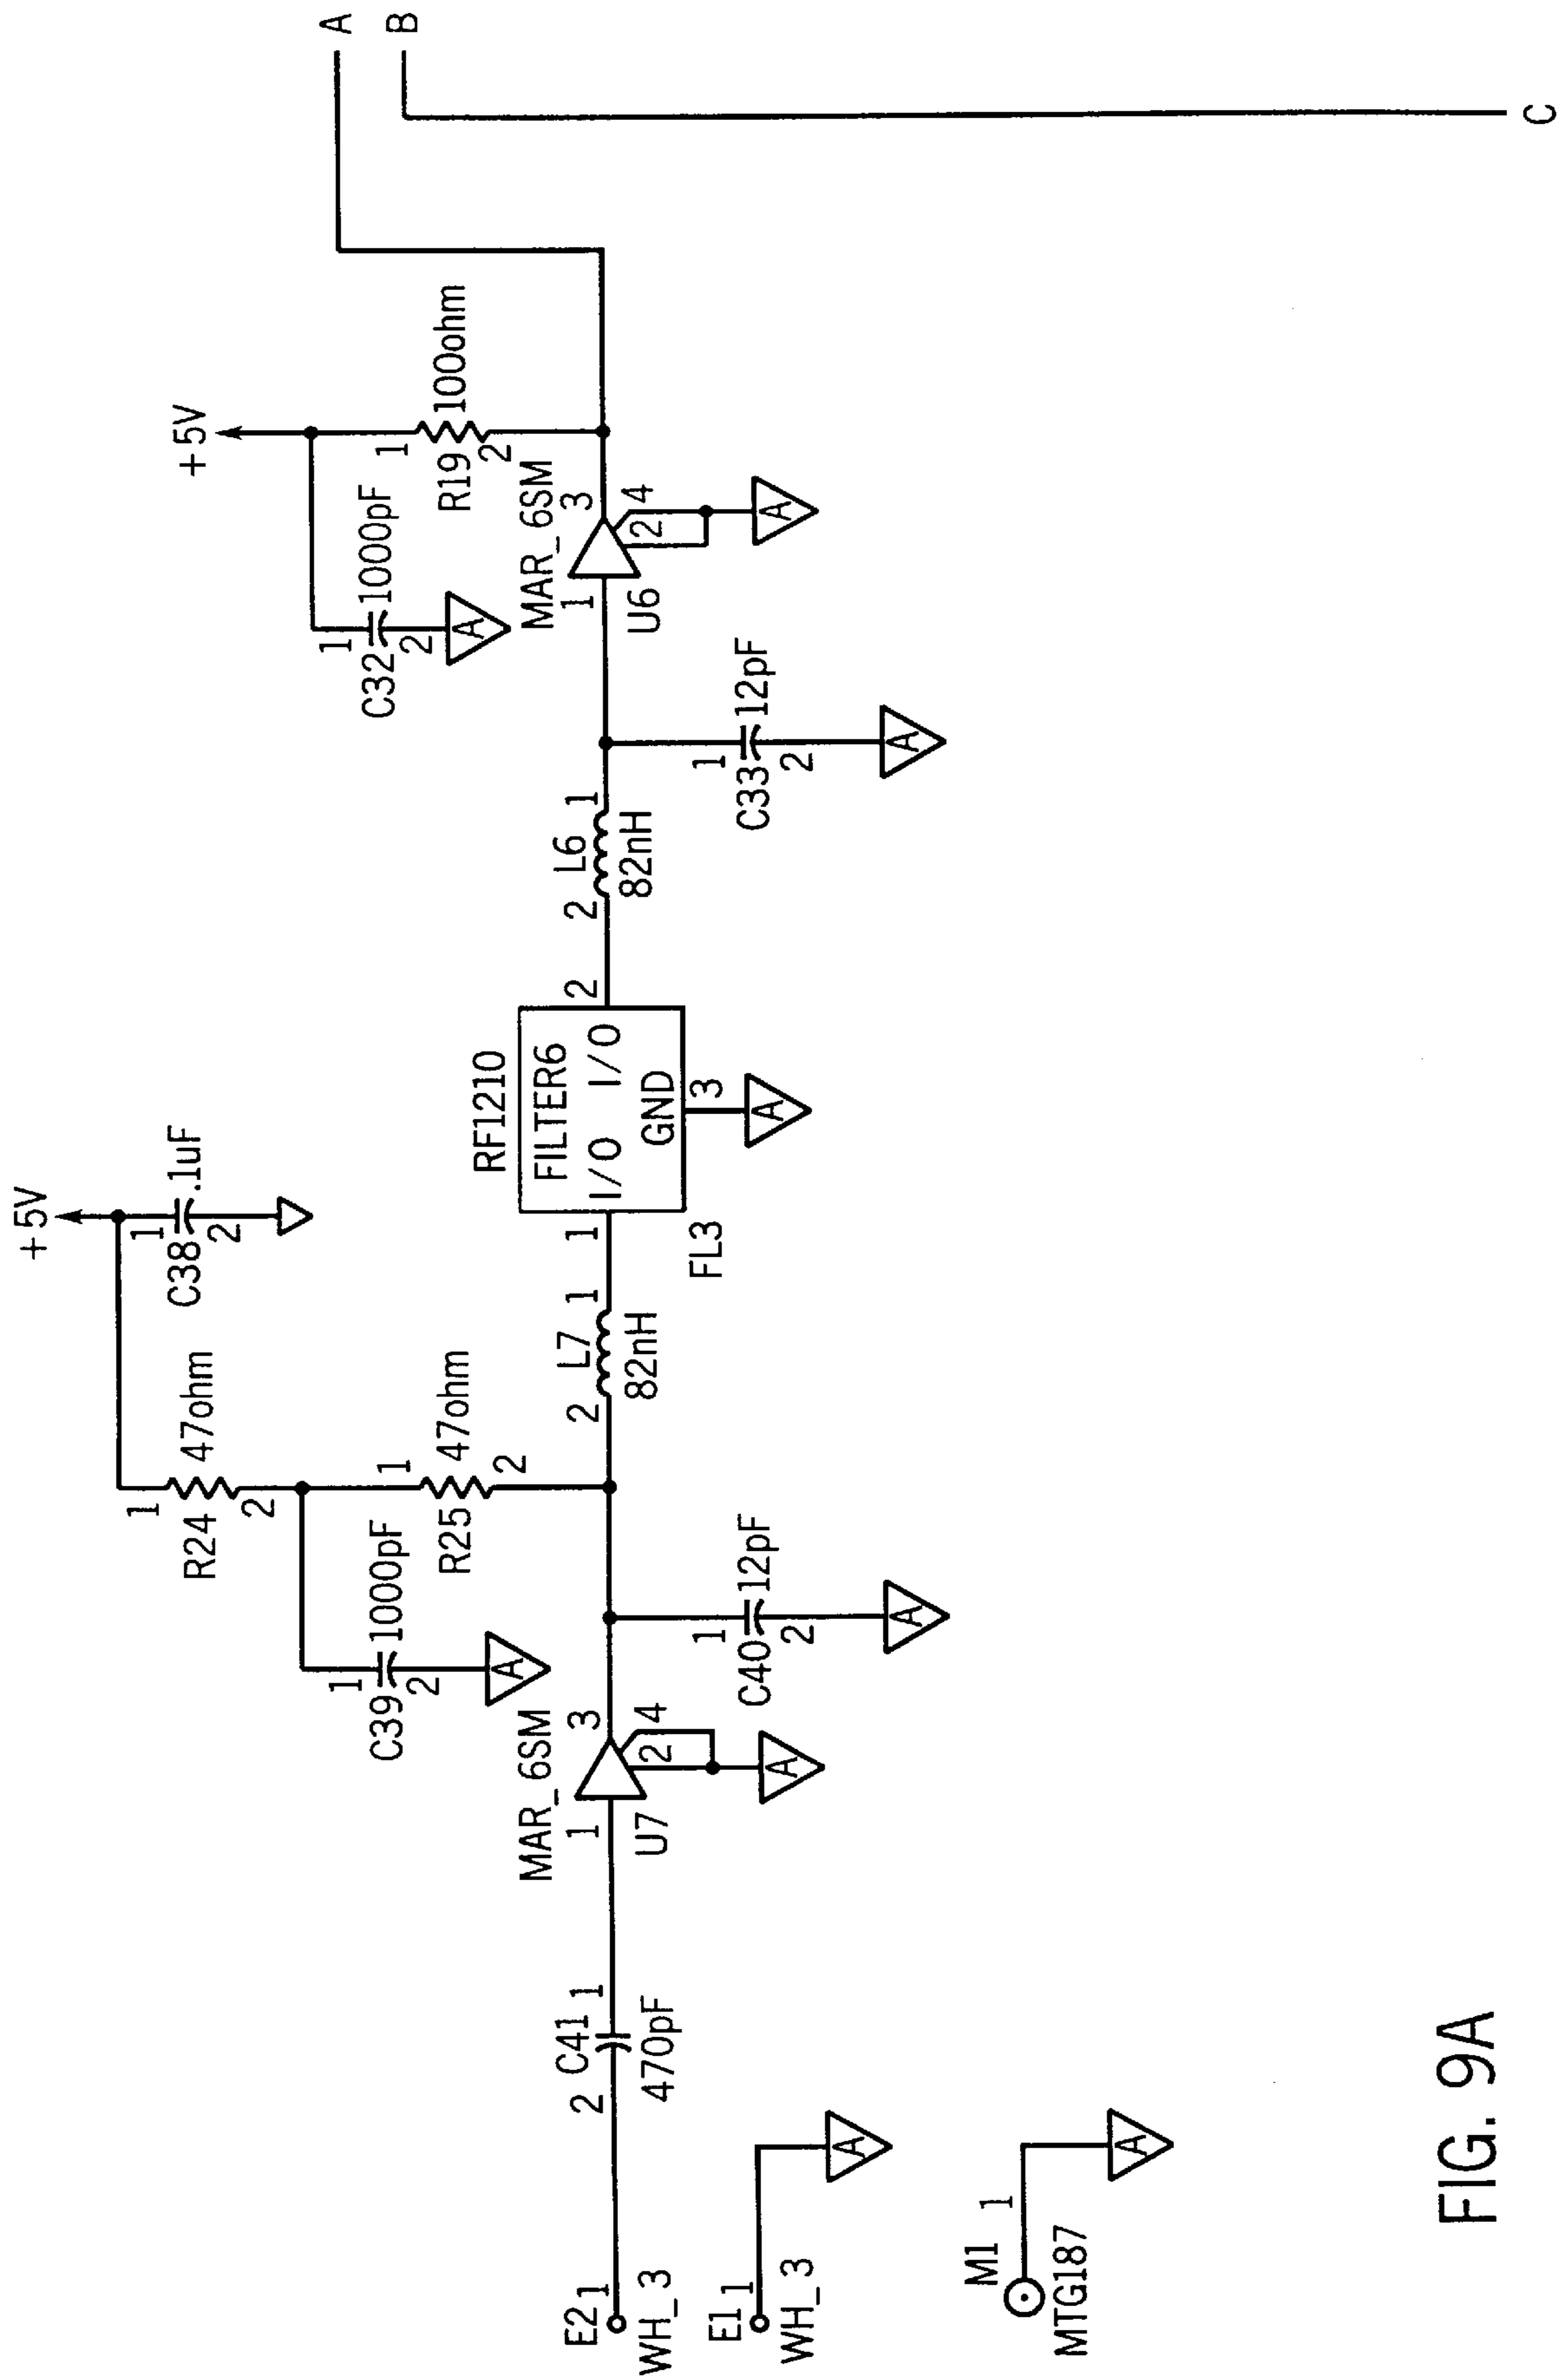 +5V
1
C38
.1uF
2
1
R24
47ohm
2
1
R25
47ohm
2
1
C39
1000pF
2
A
E2
1
WH_3
2
C41
1
470pF
MAR_6SM
1
3
2
4
U7
A
1
C40
12pF
2
A
2
L7
1
82nH
1
RF1210
FILTER6
I/O I/O
GND
2
3
FL3
A
2
L6
1
82nH
1
C33
12pF
2
A
+5V
1
C32
1000pF
2
A
1
R19
100ohm
2
MAR_6SM
1
3
2
4
U6
A
A
B
C
E1
1
WH_3
A
M1
1
MTG187
A
FIG. 9A